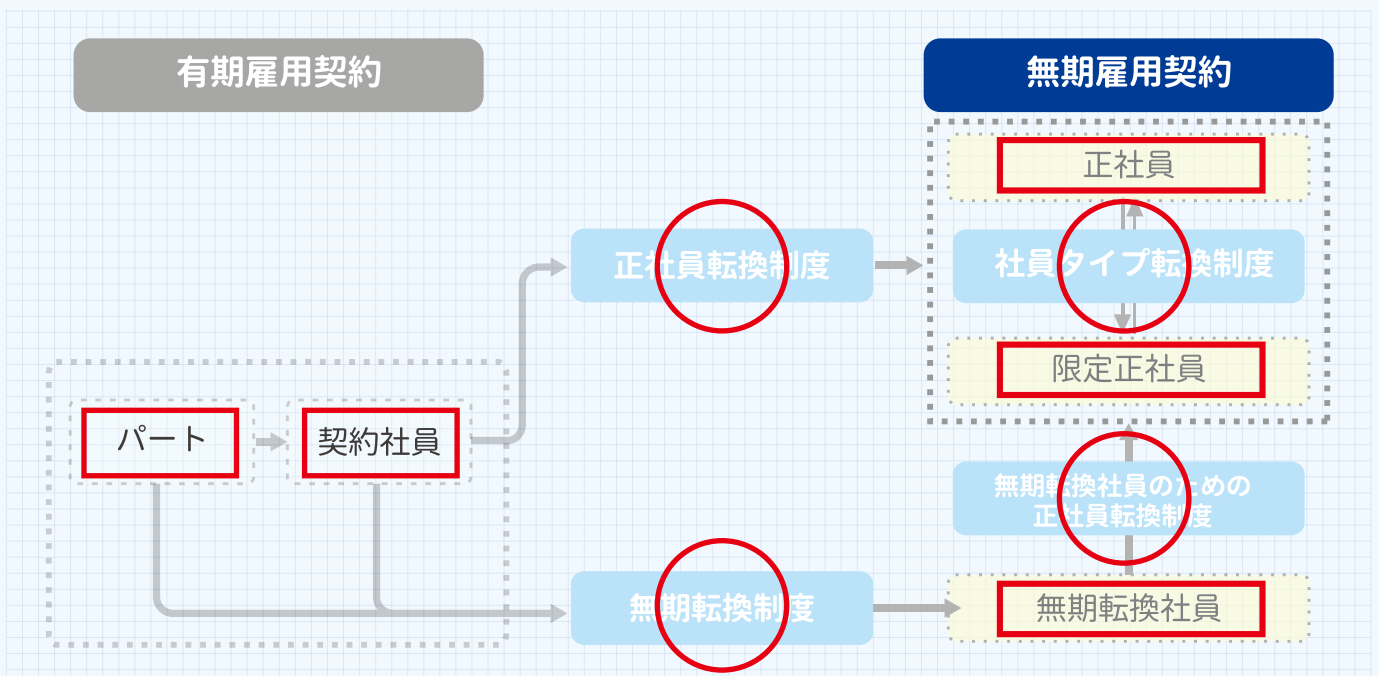 有期雇用契約
無期雇用契約
正社員
正社員転換制度
社員タイプ転換制度
限定正社員
パート
契約社員
無期転換社員のための
正社員転換制度
無期転換制度
無期転換社員